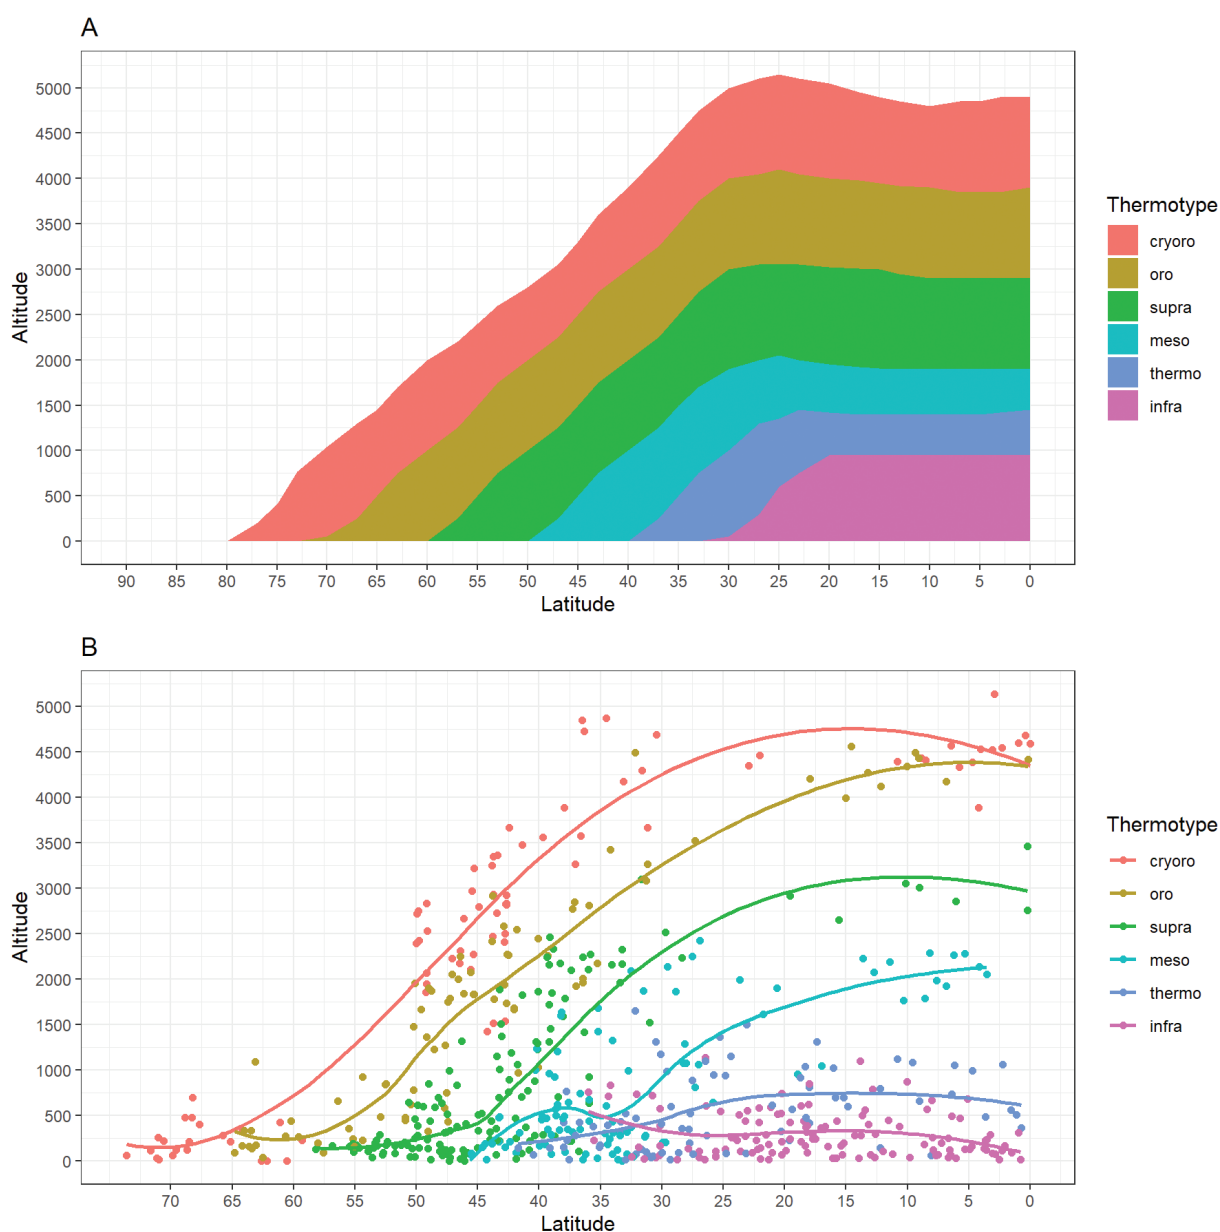 A
5000
4500
4000
3500
3000
2500
2000
1500
1000
500
0
Altitude
90 85 80 75 70 65 60 55 50 45 40 35 30 25 20 15 10 5 0
Latitude
Thermotype
cryoro
oro
supra
meso
thermo
infra
B
5000
4500
4000
3500
3000
2500
2000
1500
1000
500
0
Altitude
70 65 60 55 50 45 40 35 30 25 20 15 10 5 0
Latitude
Thermotype
cryoro
oro
supra
meso
thermo
infra